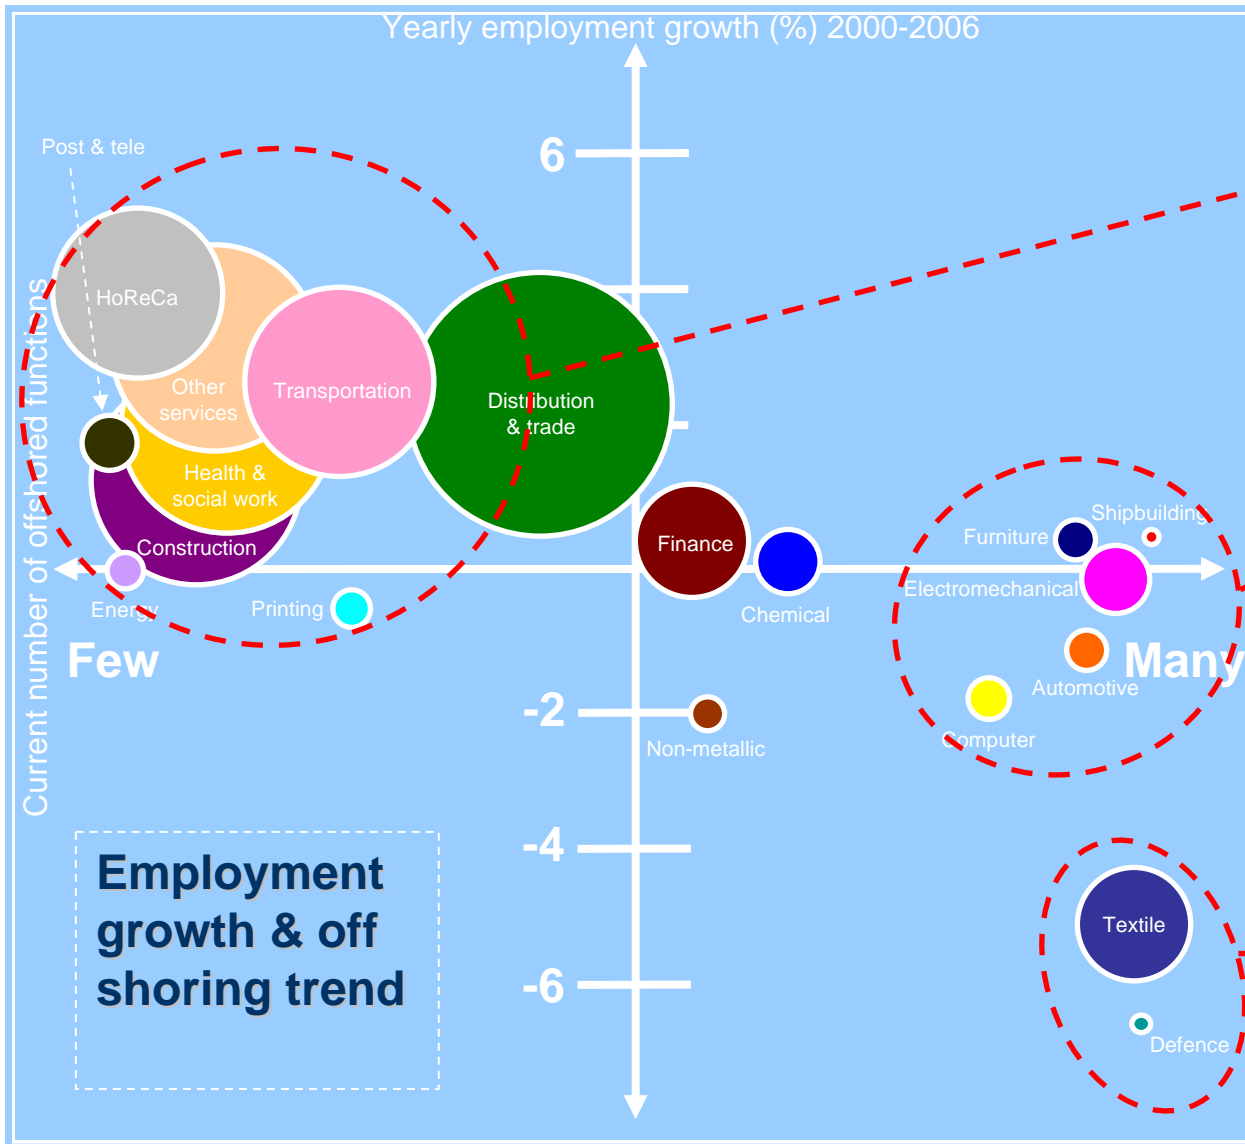 Yearly employment growth (%) 2000-2006
Post & tele
6
HoReCa
Other
services
Transportation
Distribution
& trade
Health &
social work
Construction
Finance
Furniture
Shipbuilding
Electromechanical
Chemical
Energy
Printing
Few
Many
Automotive
Computer
-2
Non-metallic
Current number of offshored functions
-4
Employment
growth & off
shoring trend
Textile
-6
Defence